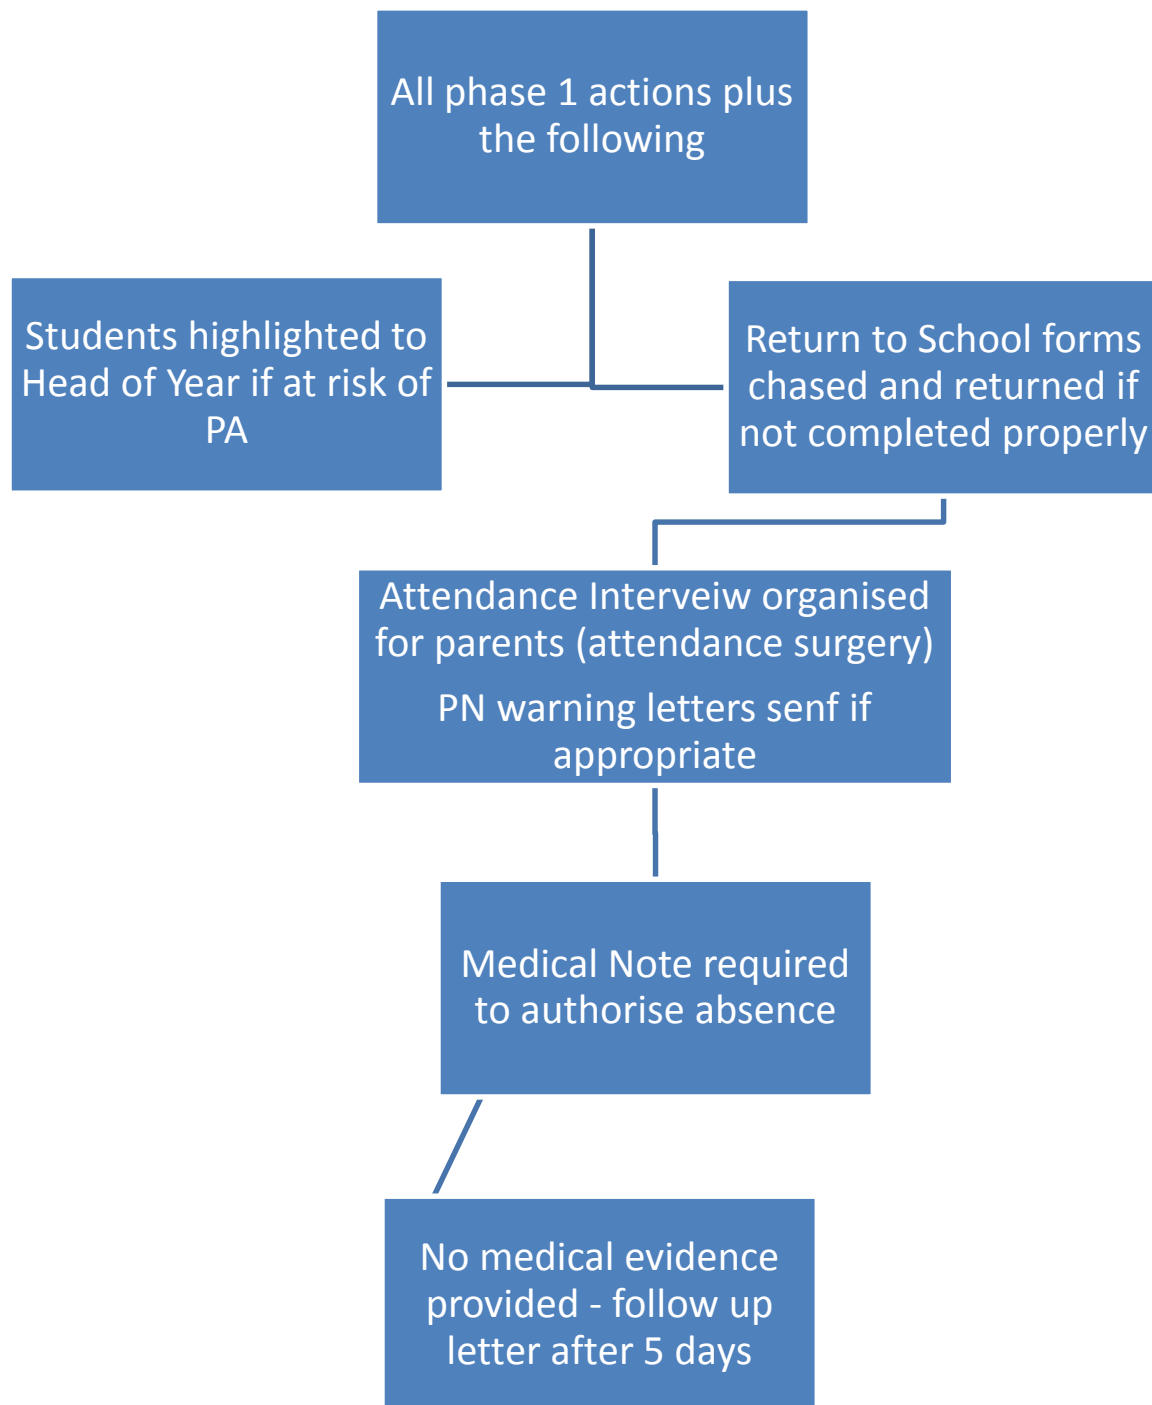 All phase 1 actions plus
the following
Students highlighted to
Head of Year if at risk of
PA
Return to School forms
chased and returned if
not completed properly
Attendance Interveiw organised
for parents (attendance surgery)
PN warning letters senf if
appropriate
Medical Note required
to authorise absence
No medical evidence
provided - follow up
letter after 5 days